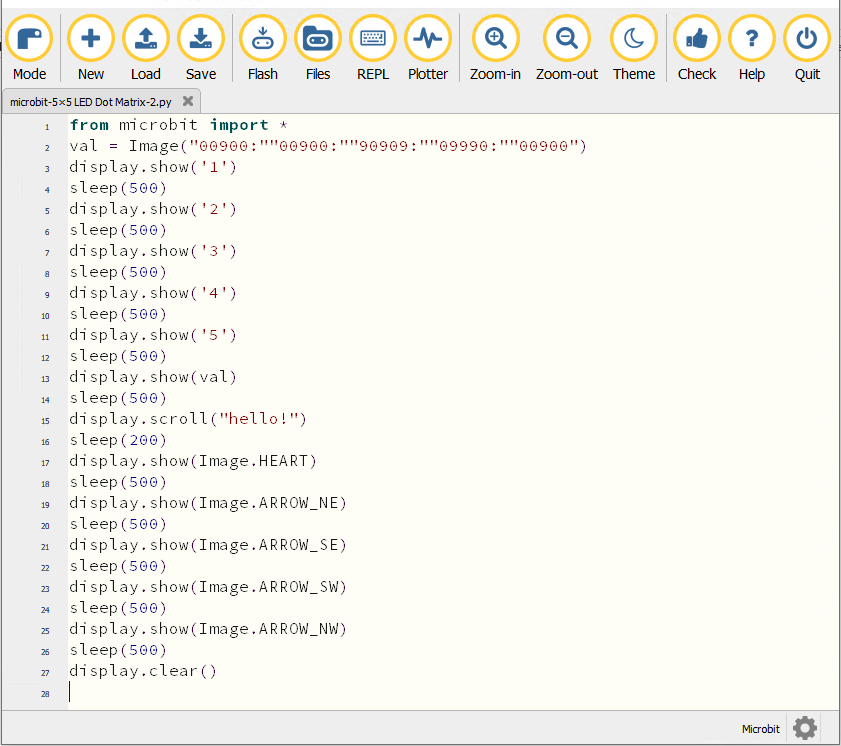 Mode New Load Save Flash Files REPL Plotter Zoom-in Zoom-out Theme Check Help Quit
microbit-5×5 LED Dot Matrix-2.py
1 from microbit import *
2 val = Image("00900:""00900:""90909:""09990:""00900")
3 display.show('1')
4 sleep(500)
5 display.show('2')
6 sleep(500)
7 display.show('3')
8 sleep(500)
9 display.show('4')
10 sleep(500)
11 display.show('5')
12 sleep(500)
13 display.show(val)
14 sleep(500)
15 display.scroll("hello!")
16 sleep(200)
17 display.show(Image.HEART)
18 sleep(500)
19 display.show(Image.ARROW_NE)
20 sleep(500)
21 display.show(Image.ARROW_SE)
22 sleep(500)
23 display.show(Image.ARROW_SW)
24 sleep(500)
25 display.show(Image.ARROW_NW)
26 sleep(500)
27 display.clear()
28
Microbit